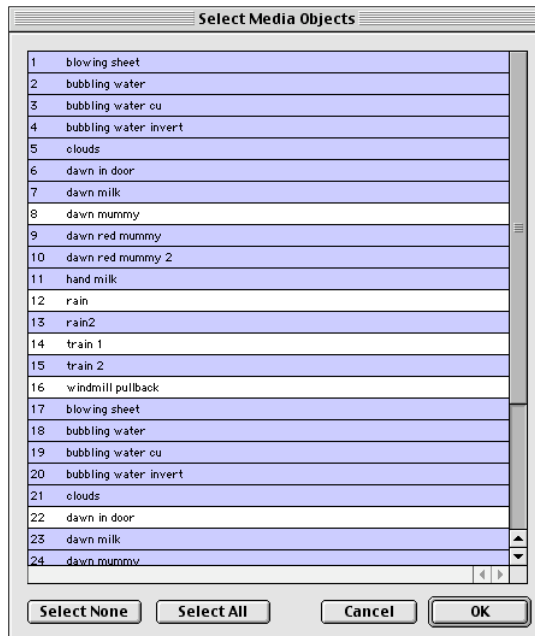 Select Media Objects
1 blowing sheet
2 bubbling water
3 bubbling water cu
4 bubbling water invert
5 clouds
6 dawn in door
7 dawn milk
8 dawn mummy
9 dawn red mummy
10 dawn red mummy 2
11 hand milk
12 rain
13 rain2
14 train 1
15 train 2
16 windmill pullback
17 blowing sheet
18 bubbling water
19 bubbling water cu
20 bubbling water invert
21 clouds
22 dawn in door
23 dawn milk
24 dawn mummy
Select None Select All Cancel OK